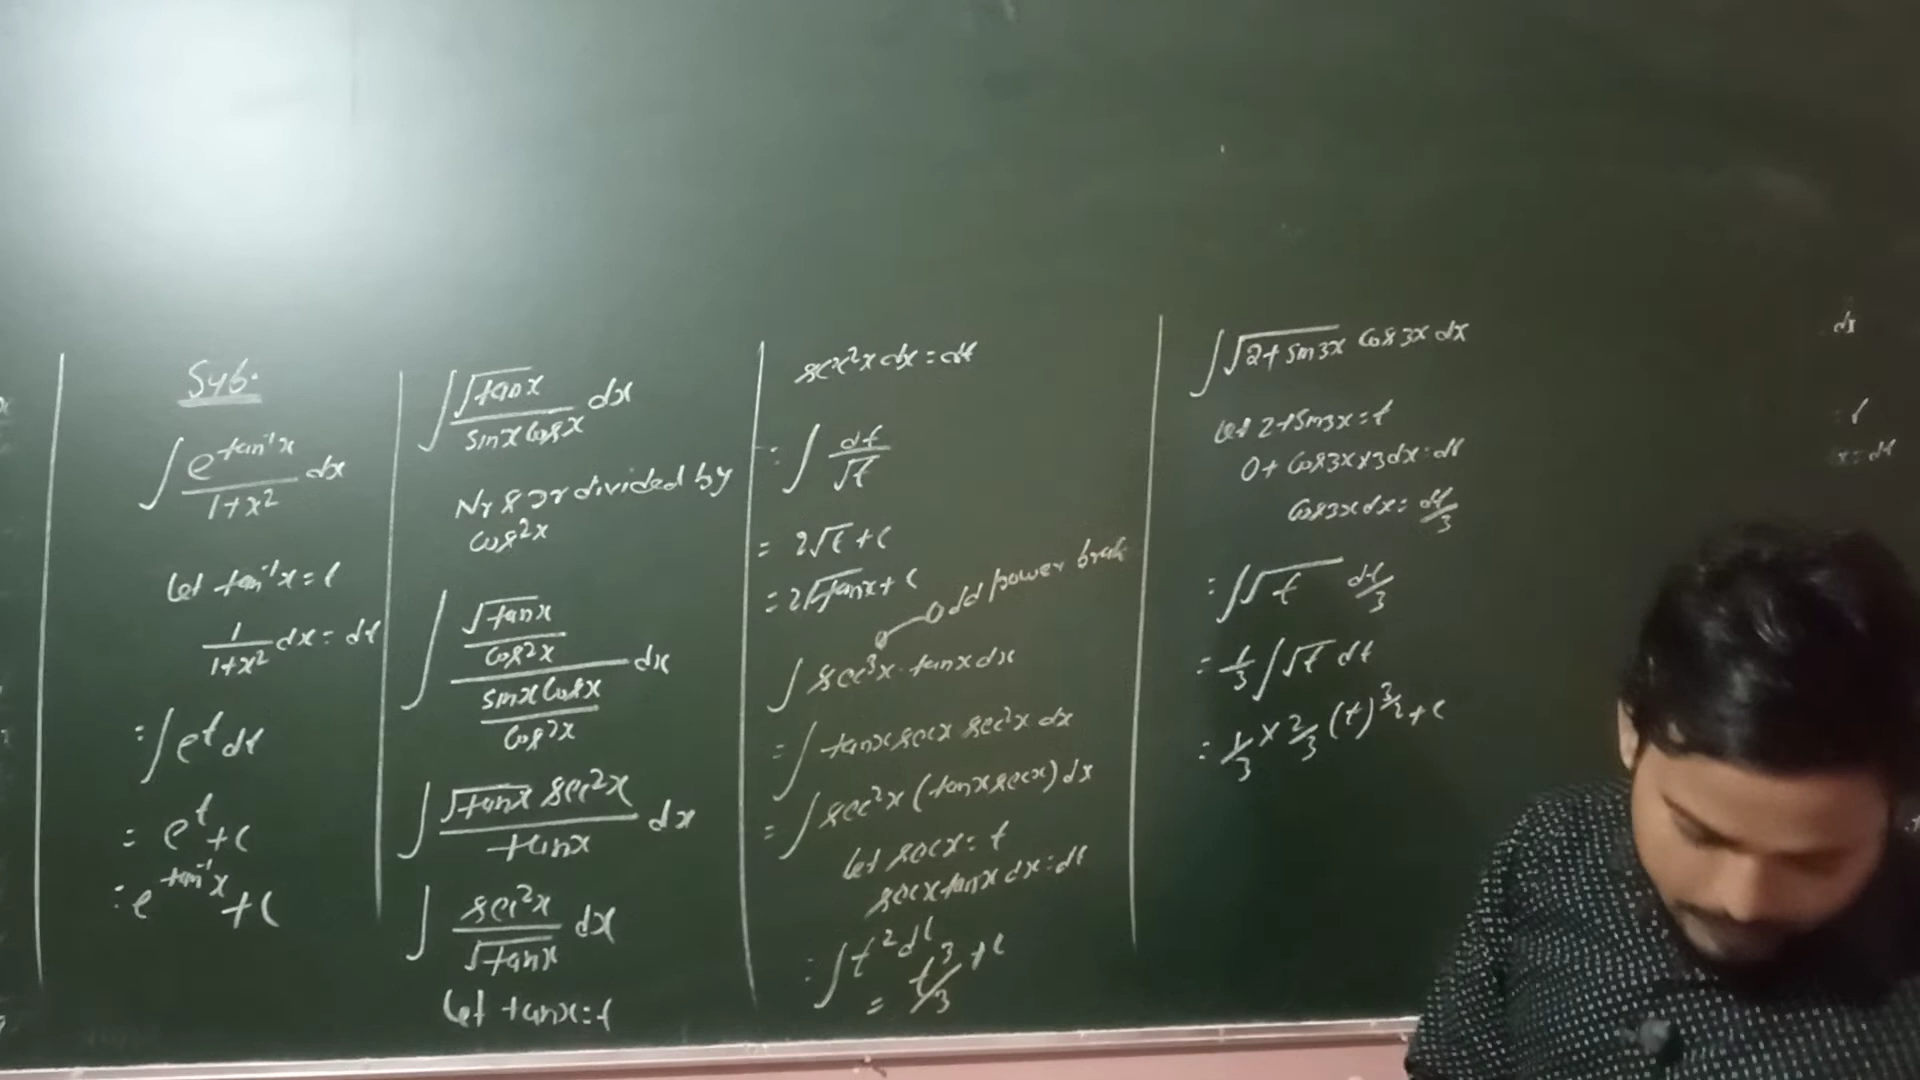 Sub.
∫ e^tan⁻¹x / 1+x² dx
Let tan⁻¹x = t
1/1+x² dx = dt
= ∫ e^t dt
= e^t + c
= e^tan⁻¹x + c
∫ √tanx / sinx cosx dx
Nr & Dr divided by
cos²x
∫ (√tanx / cos²x) / (sinx cosx / cos²x) dx
∫ √tanx sec²x / tanx dx
∫ sec²x / √tanx dx
Let tanx = t
sec²x dx = dt
= ∫ dt / √t
= 2√t + c
= 2√tanx + c
odd power break
∫ sec³x · tanx dx
= ∫ tanx secx sec²x dx
= ∫ sec²x (tanx secx) dx
Let secx = t
secx tanx dx = dt
= ∫ t² dt
= t³/3 + c
∫ √2+sin3x cos3x dx
Let 2+sin3x = t
0 + cos3x × 3dx = dt
cos3x dx = dt/3
= ∫ √t dt/3
= 1/3 ∫ √t dt
= 1/3 × 2/3 (t)^3/2 + c
dx